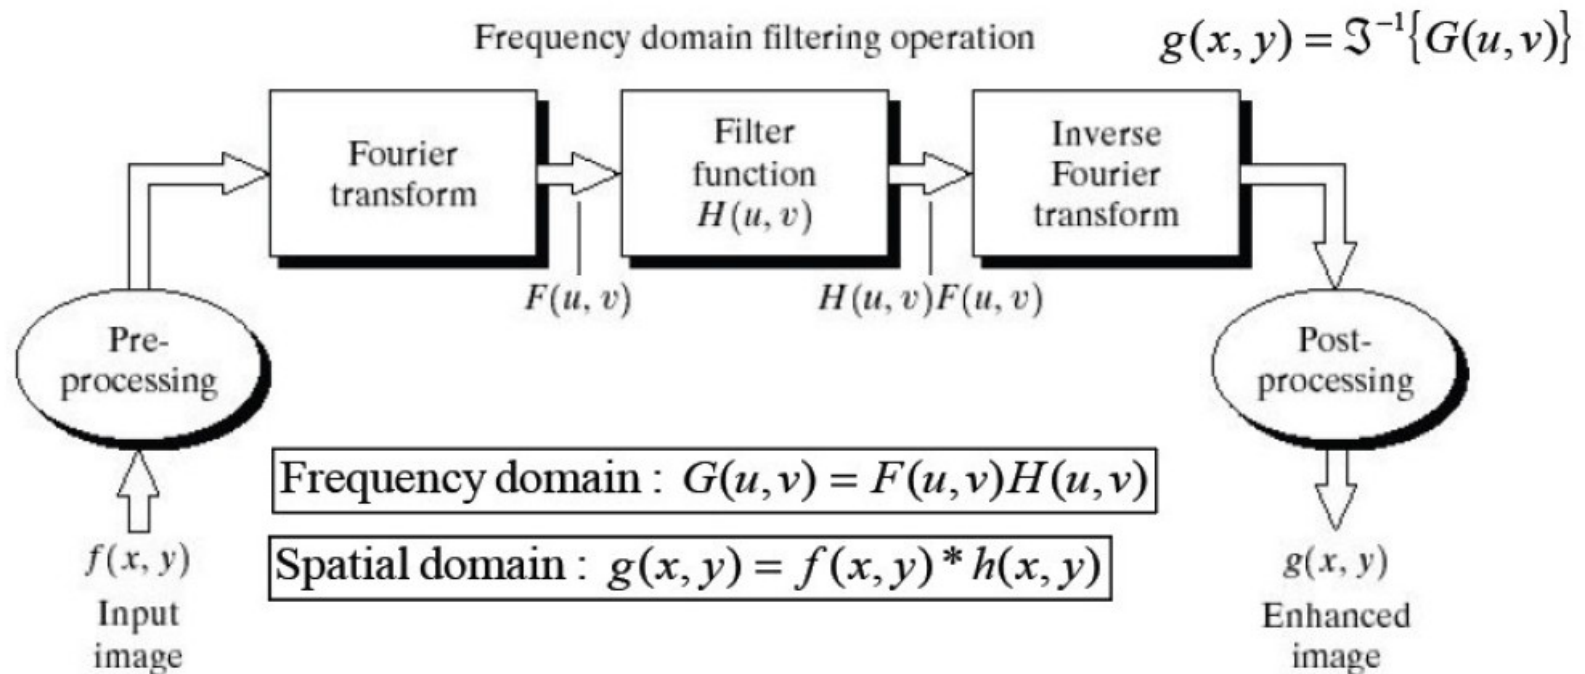 Frequency domain filtering operation
g(x, y) = ℑ⁻¹{G(u, v)}
Fourier
transform
Filter
function
H(u, v)
Inverse
Fourier
transform
F(u, v)
H(u, v)F(u, v)
Pre-
processing
Post-
processing
Frequency domain : G(u, v) = F(u, v)H(u, v)
Spatial domain : g(x, y) = f(x, y) * h(x, y)
f(x, y)
Input
image
g(x, y)
Enhanced
image